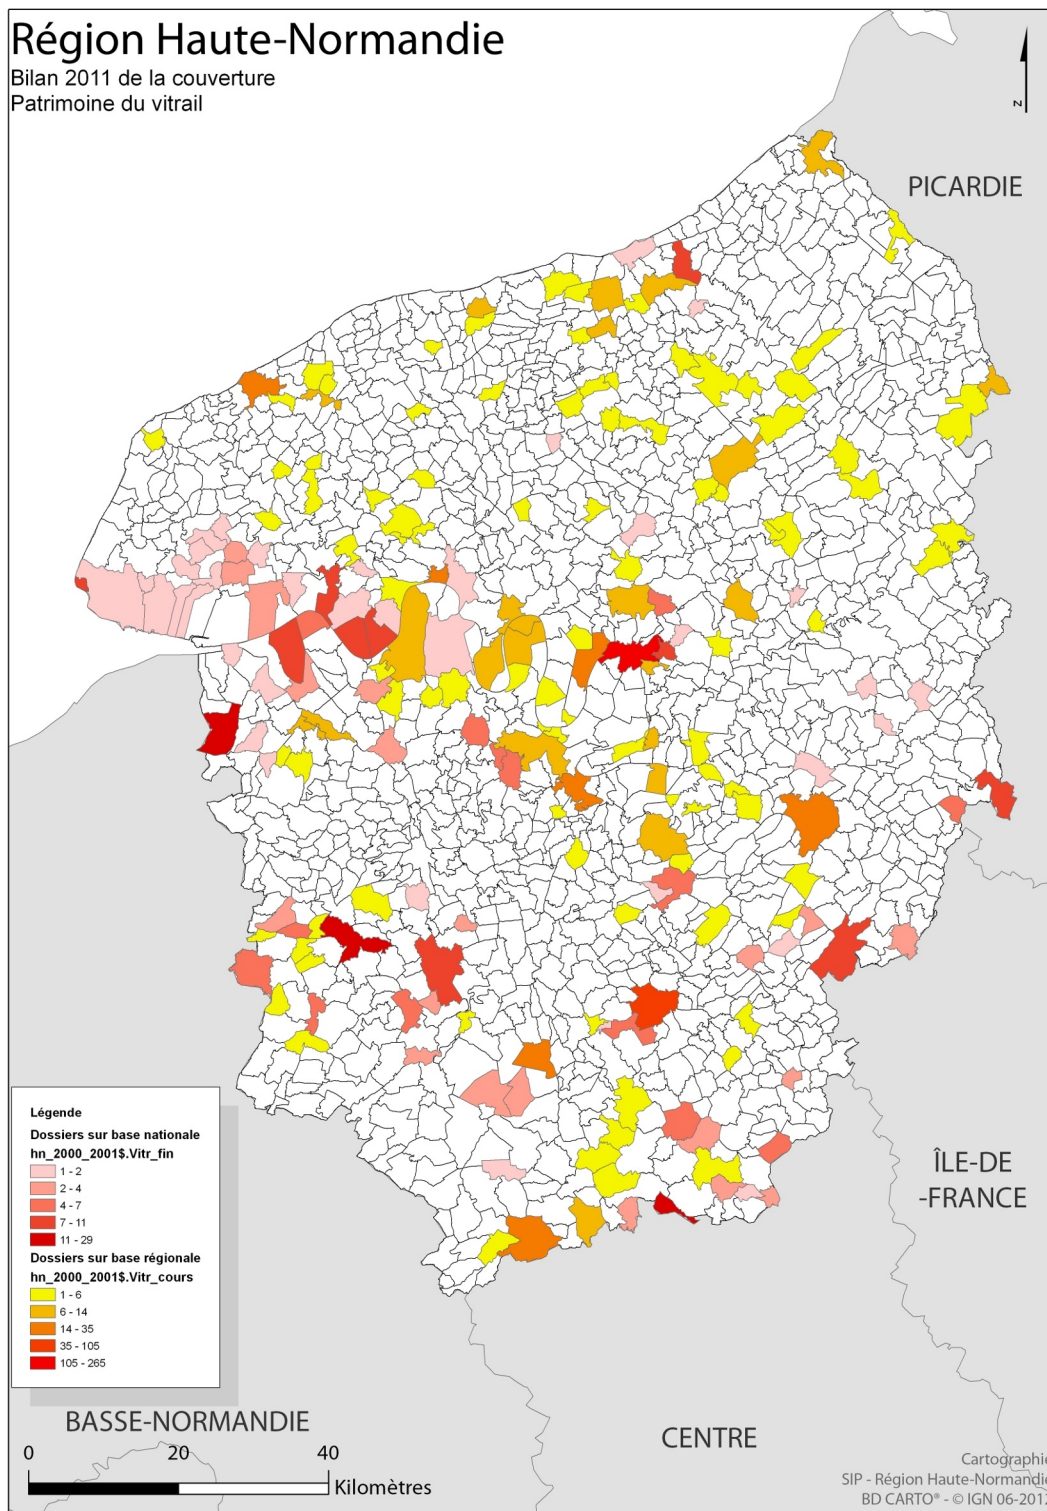 Région Haute-Normandie
Bilan 2011 de la couverture
Patrimoine du vitrail
N
PICARDIE
Légende
Dossiers sur base nationale
hn_2000_2001$.Vitr_fin
1 - 2
2 - 4
4 - 7
7 - 11
11 - 29
Dossiers sur base régionale
hn_2000_2001$.Vitr_cours
1 - 6
6 - 14
14 - 35
35 - 105
105 - 265
ÎLE-DE
-FRANCE
BASSE-NORMANDIE
CENTRE
0 20 40
Kilomètres
Cartographie
SIP - Région Haute-Normandie
BD CARTO® - © IGN 06-201